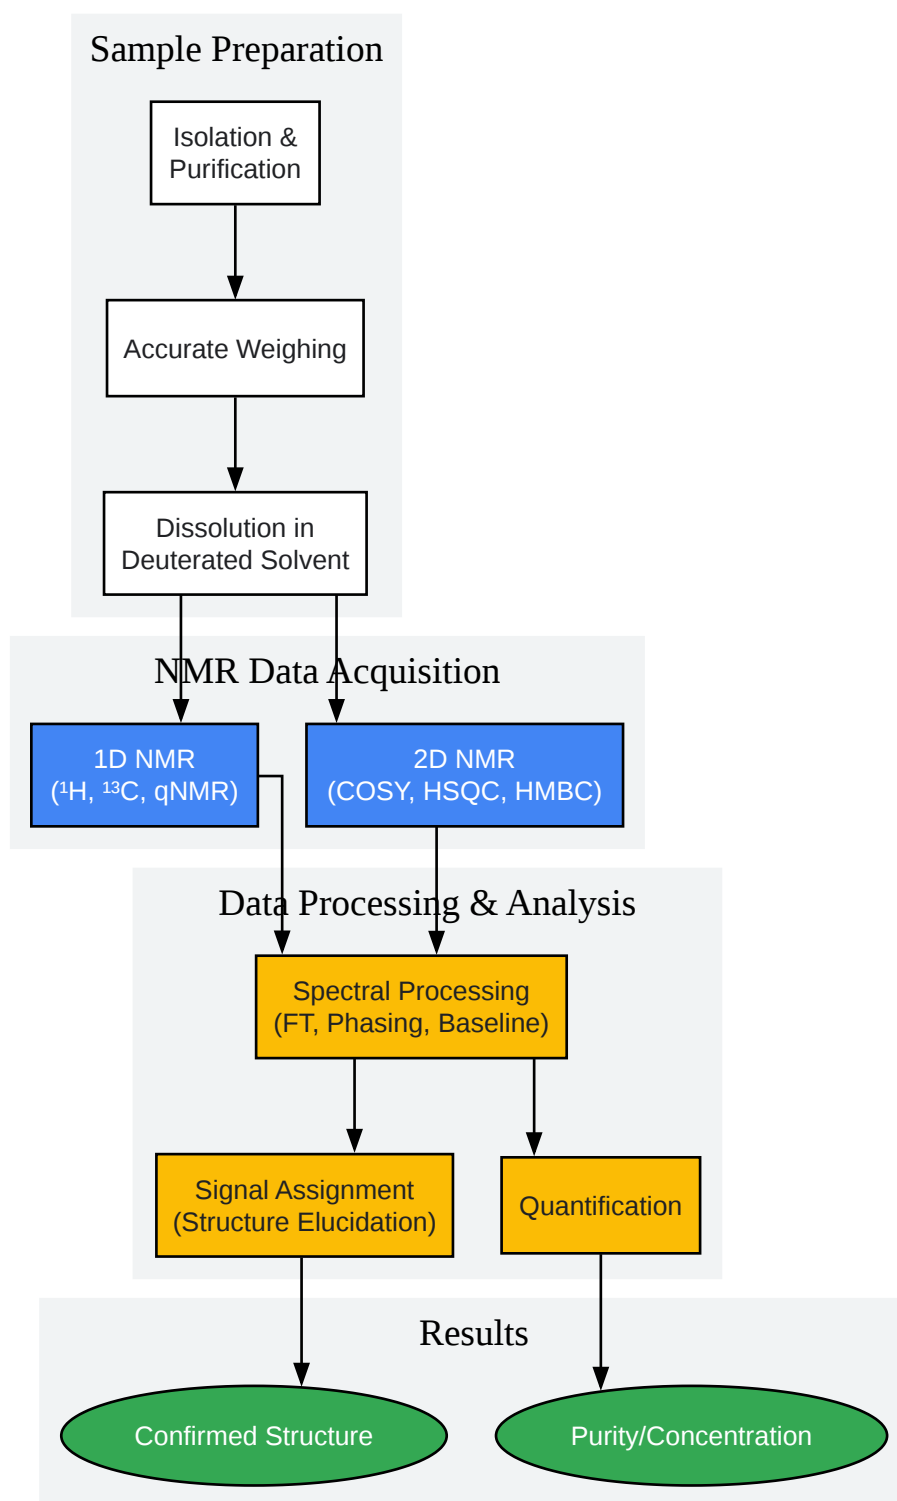 Sample Preparation
Isolation &
Purification
Accurate Weighing
Dissolution in
Deuterated Solvent
NMR Data Acquisition
1D NMR
(¹H, ¹³C, qNMR)
2D NMR
(COSY, HSQC, HMBC)
Data Processing & Analysis
Spectral Processing
(FT, Phasing, Baseline)
Signal Assignment
(Structure Elucidation)
Quantification
Results
Confirmed Structure
Purity/Concentration